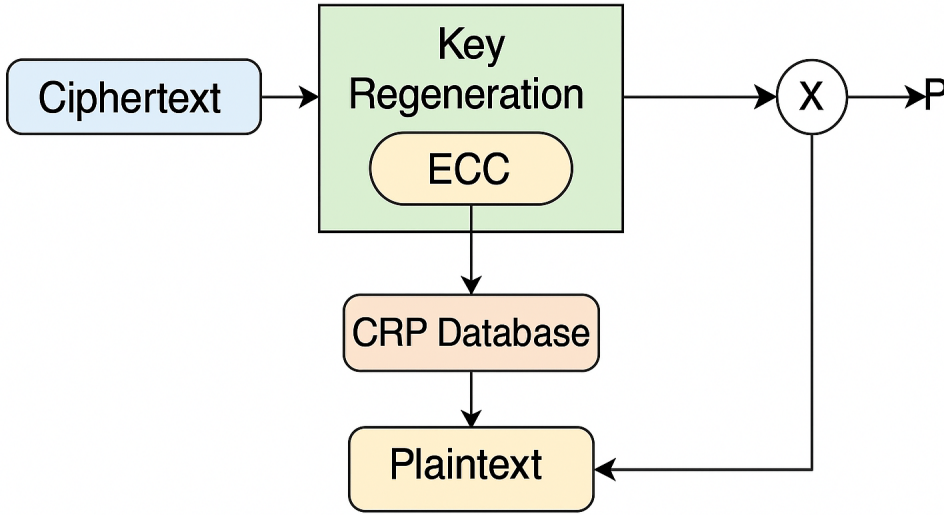 Ciphertext
Key
Regeneration
ECC
X
P
CRP Database
Plaintext